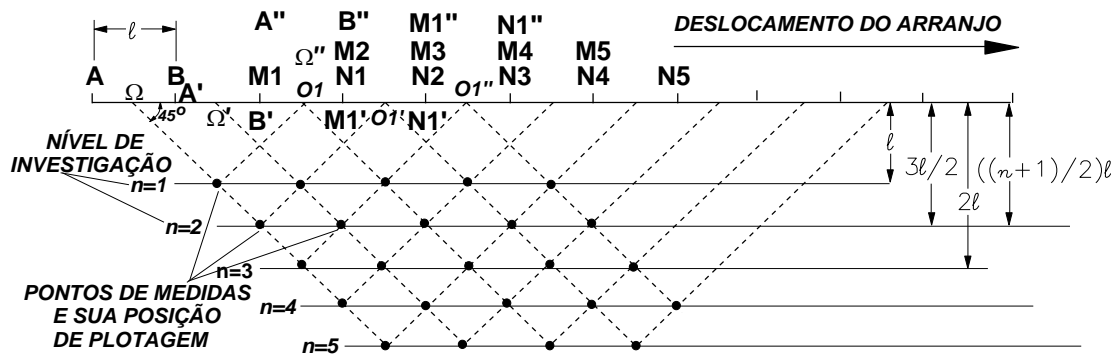 A'' B'' M1'' N1'' DESLOCAMENTO DO ARRANJO
ℓ Ω'' M2 M3 M4 M5
A B M1 O1 N1 N2 O1'' N3 N4 N5
Ω A'
45º Ω' B' M1' O1' N1'
NÍVEL DE
INVESTIGAÇÃO
n=1
n=2
n=3
PONTOS DE MEDIDAS
E SUA POSIÇÃO
DE PLOTAGEM
n=4
n=5
ℓ
3ℓ/2
2ℓ
((n+1)/2)ℓ